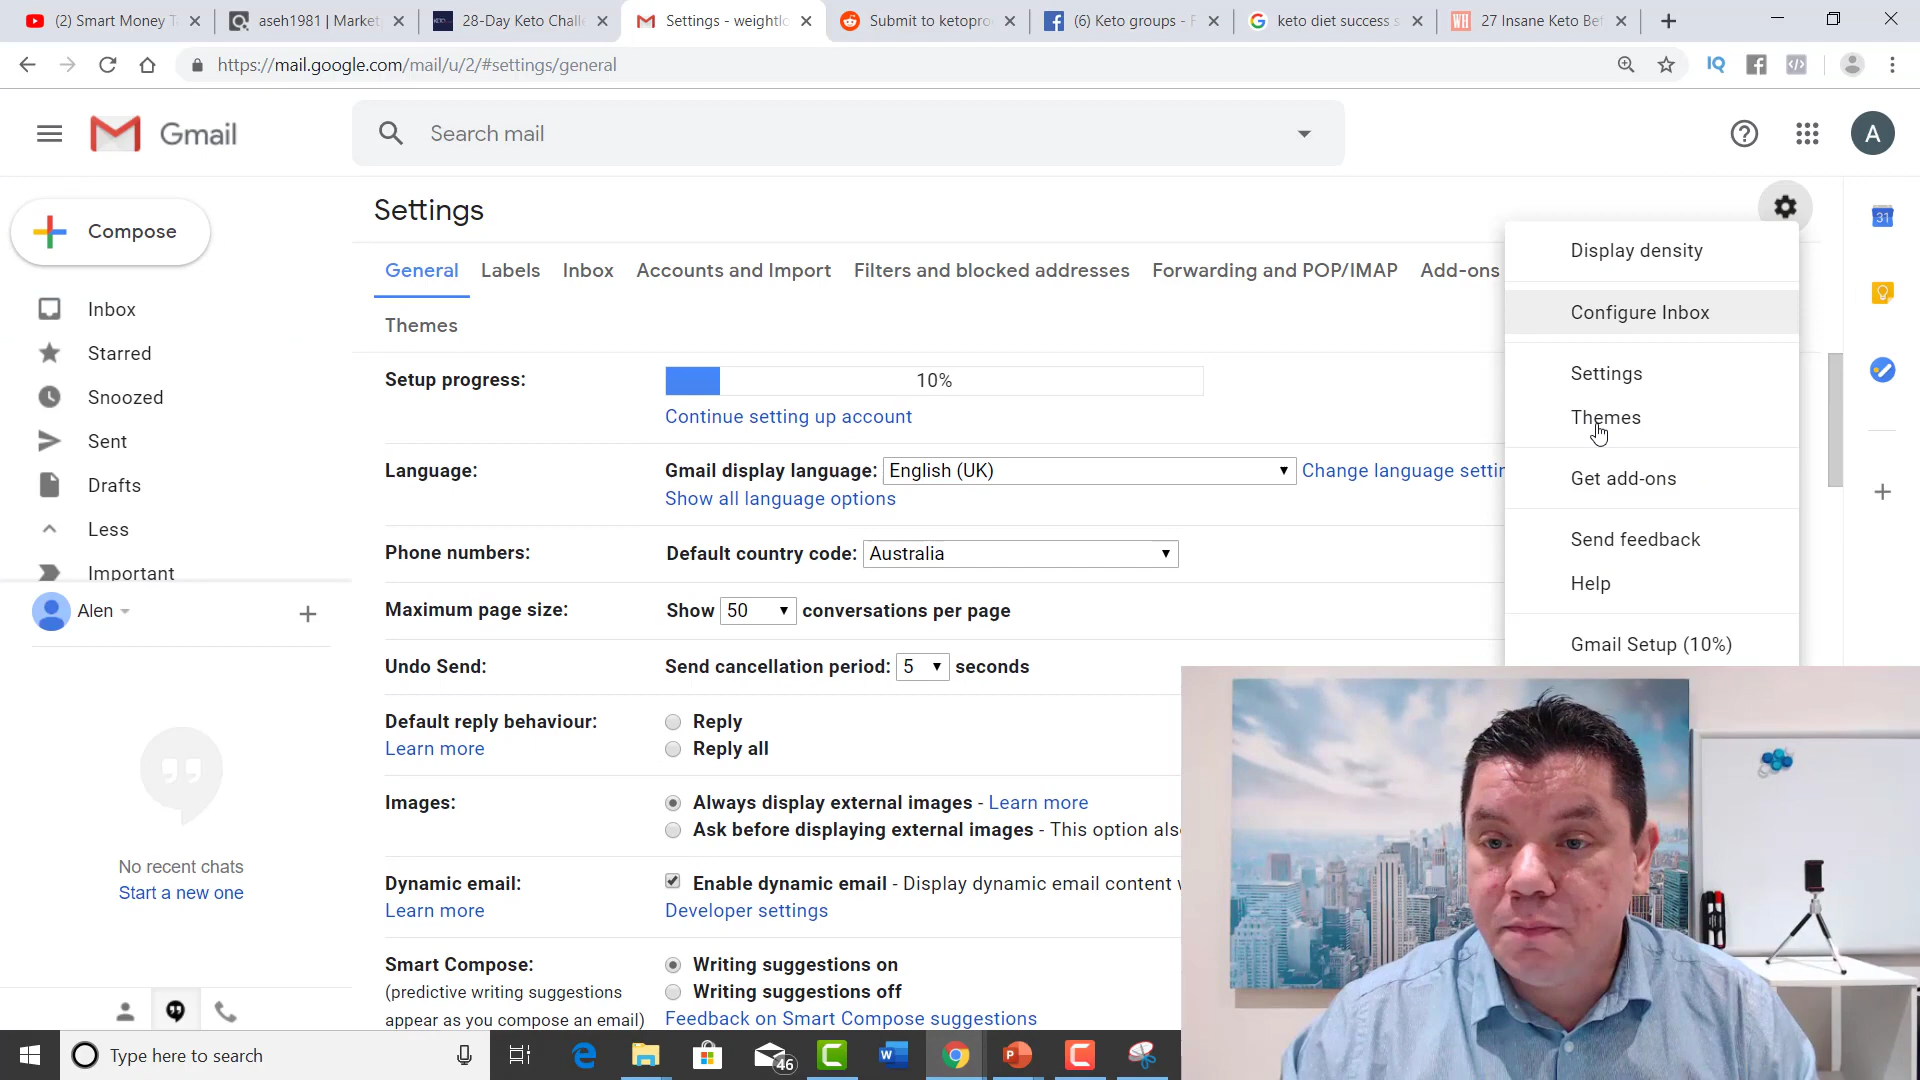 (2) Smart Money T
aseh1981 | Market
28-Day Keto Chall
Settings - weightlo
Submit to ketopro
(6) Keto groups - F
keto diet success s
27 Insane Keto Bef
https://mail.google.com/mail/u/2/#settings/general
IQ
Gmail
Search mail
A
Compose
Settings
31
Inbox
Starred
Snoozed
Sent
Drafts
Less
Important
Alen
No recent chats
Start a new one
General
Labels
Inbox
Accounts and Import
Filters and blocked addresses
Forwarding and POP/IMAP
Add-ons
Themes
Setup progress:
10%
Continue setting up account
Language:
Gmail display language: English (UK)
Change language settin
Show all language options
Phone numbers:
Default country code: Australia
Maximum page size:
Show 50 conversations per page
Undo Send:
Send cancellation period: 5 seconds
Default reply behaviour:
Learn more
Reply
Reply all
Images:
Always display external images - Learn more
Ask before displaying external images - This option als
Dynamic email:
Learn more
Enable dynamic email - Display dynamic email content w
Developer settings
Smart Compose:
(predictive writing suggestions
appear as you compose an email)
Writing suggestions on
Writing suggestions off
Feedback on Smart Compose suggestions
Display density
Configure Inbox
Settings
Themes
Get add-ons
Send feedback
Help
Gmail Setup (10%)
Type here to search
46